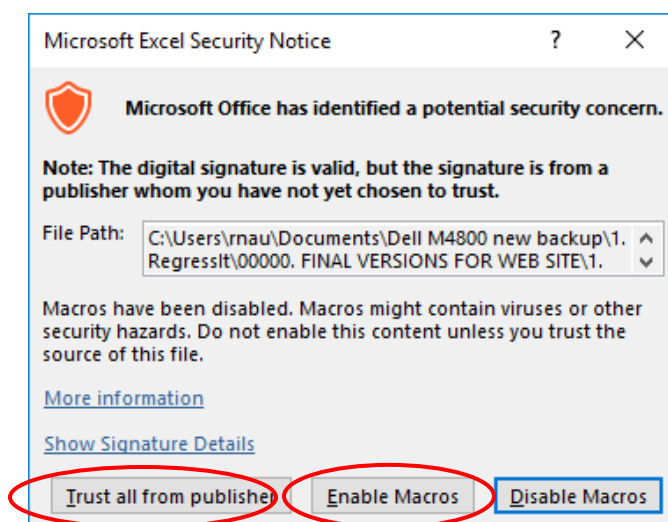 Microsoft Excel Security Notice ?
Microsoft Office has identified a potential security concern.
Note: The digital signature is valid, but the signature is from a
publisher whom you have not yet chosen to trust.
File Path: C:\Users\rnau\Documents\Dell M4800 new backup\1.
RegressIt\00000. FINAL VERSIONS FOR WEB SITE\1.
Macros have been disabled. Macros might contain viruses or other
security hazards. Do not enable this content unless you trust the
source of this file.
More information
Show Signature Details
Trust all from publisher Enable Macros Disable Macros